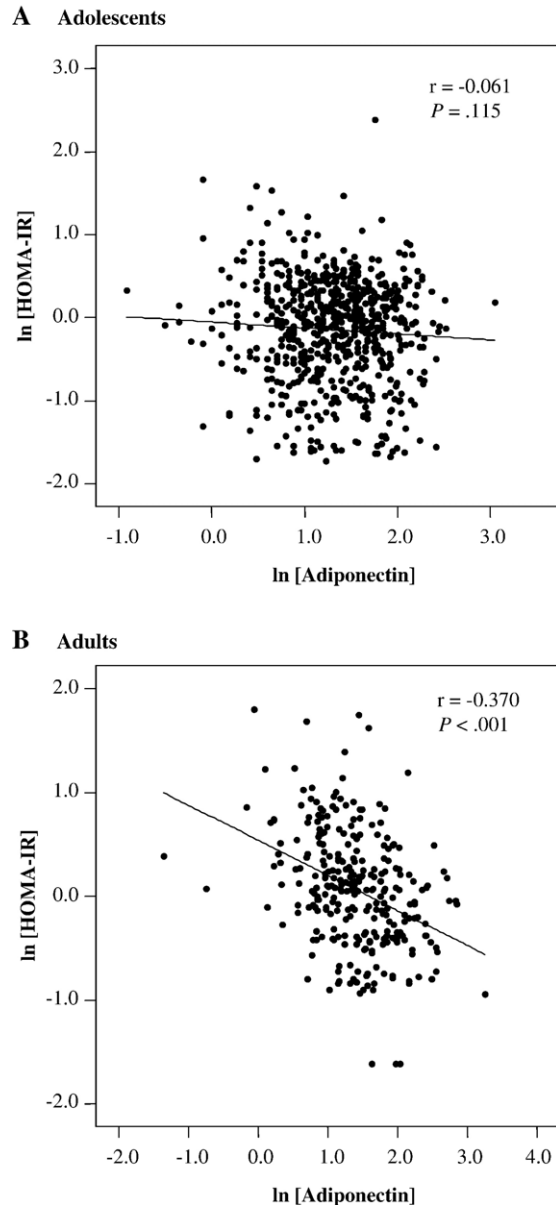 A Adolescents
r = -0.061
P = .115
3.0
2.0
1.0
0.0
-1.0
-2.0
ln [HOMA-IR]
-1.0 0.0 1.0 2.0 3.0
ln [Adiponectin]
B Adults
r = -0.370
P < .001
2.0
1.0
0.0
-1.0
-2.0
ln [HOMA-IR]
-2.0 -1.0 0.0 1.0 2.0 3.0 4.0
ln [Adiponectin]